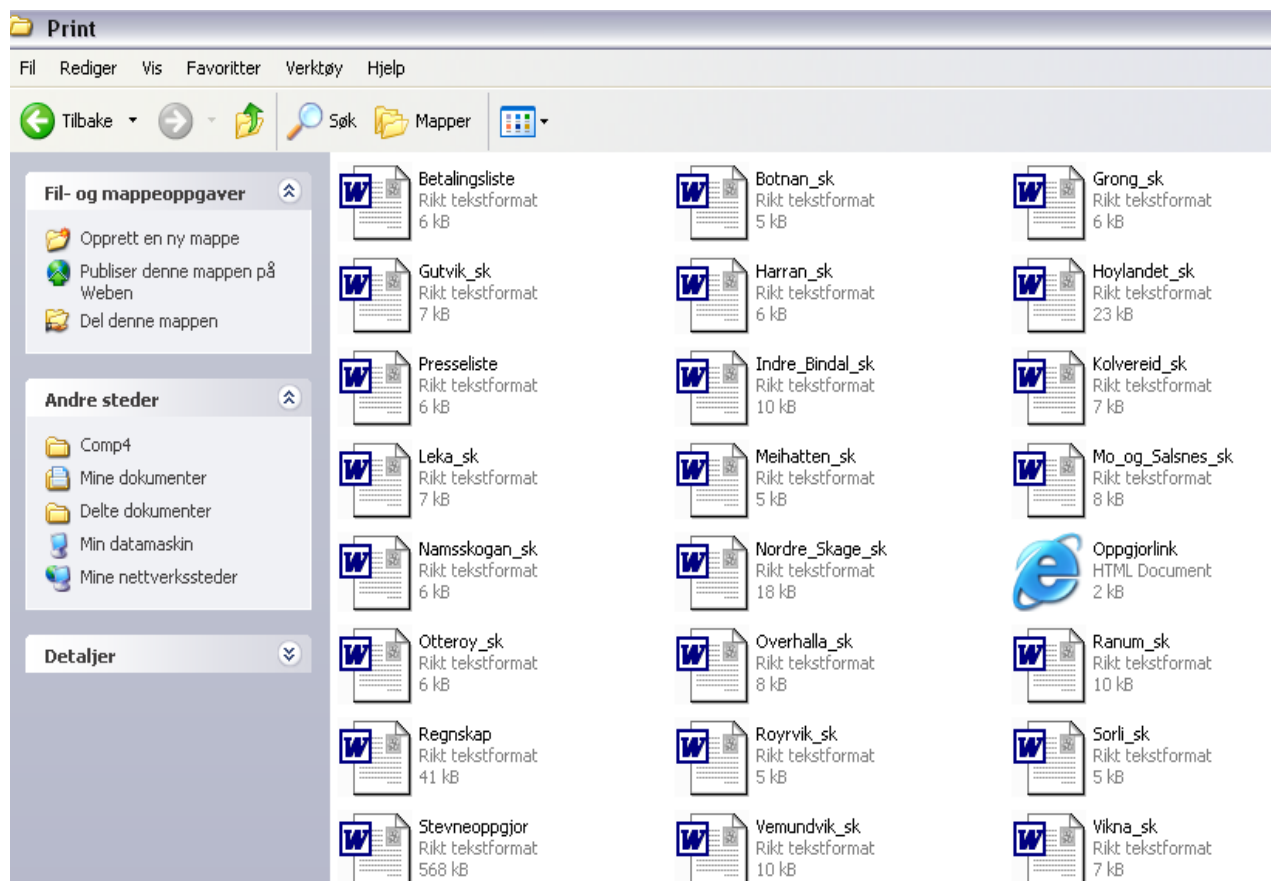 Print
Fil Rediger Vis Favoritter Verktøy Hjelp
Tilbake Søk Mapper
Fil- og mappeoppgaver
Opprett en ny mappe
Publiser denne mappen på
Weben
Del denne mappen
Andre steder
Comp4
Mine dokumenter
Delte dokumenter
Min datamaskin
Mine nettverkssteder
Detaljer
Betalingsliste
Rikt tekstformat
6 kB
Botnan_sk
Rikt tekstformat
5 kB
Grong_sk
Rikt tekstformat
6 kB
Gutvik_sk
Rikt tekstformat
7 kB
Harran_sk
Rikt tekstformat
6 kB
Hoylandet_sk
Rikt tekstformat
23 kB
Presseliste
Rikt tekstformat
6 kB
Indre_Bindal_sk
Rikt tekstformat
10 kB
Kolvereid_sk
Rikt tekstformat
7 kB
Leka_sk
Rikt tekstformat
7 kB
Meihatten_sk
Rikt tekstformat
5 kB
Mo_og_Salsnes_sk
Rikt tekstformat
8 kB
Namsskogan_sk
Rikt tekstformat
6 kB
Nordre_Skage_sk
Rikt tekstformat
18 kB
Oppgjorlink
HTML Document
2 kB
Otteroy_sk
Rikt tekstformat
6 kB
Overhalla_sk
Rikt tekstformat
8 kB
Ranum_sk
Rikt tekstformat
10 kB
Regnskap
Rikt tekstformat
41 kB
Royrvik_sk
Rikt tekstformat
5 kB
Sorli_sk
Rikt tekstformat
5 kB
Stevneoppgjor
Rikt tekstformat
568 kB
Vemundvik_sk
Rikt tekstformat
10 kB
Vikna_sk
Rikt tekstformat
7 kB